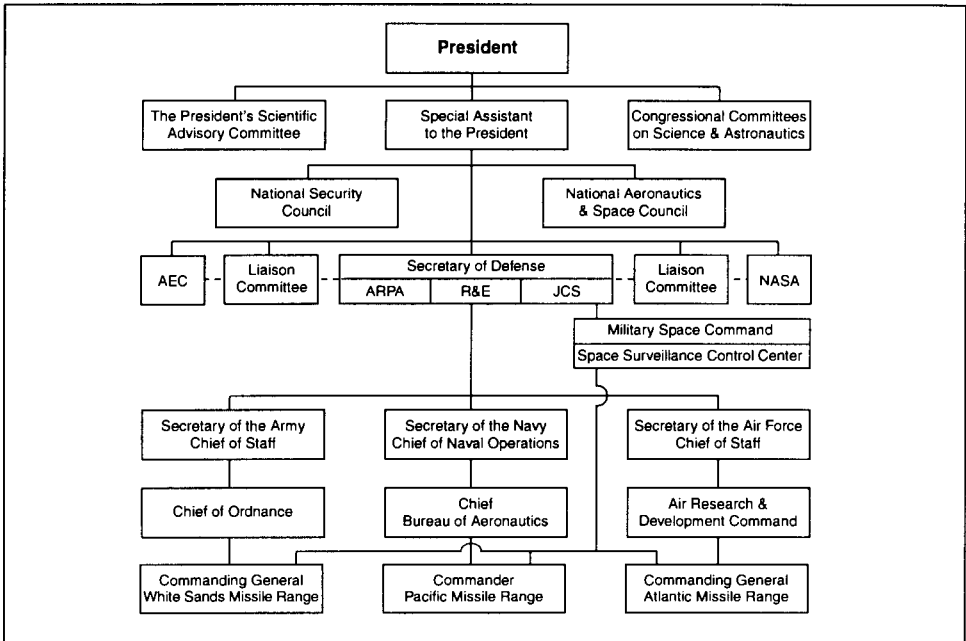 President
The President's Scientific
Advisory Committee
Special Assistant
to the President
Congressional Committees
on Science & Astronautics
National Security
Council
National Aeronautics
& Space Council
AEC
Liaison
Committee
Secretary of Defense
ARPA
R&E
JCS
Liaison
Committee
NASA
Military Space Command
Space Surveillance Control Center
Secretary of the Army
Chief of Staff
Secretary of the Navy
Chief of Naval Operations
Secretary of the Air Force
Chief of Staff
Chief of Ordnance
Chief
Bureau of Aeronautics
Air Research &
Development Command
Commanding General
White Sands Missile Range
Commander
Pacific Missile Range
Commanding General
Atlantic Missile Range